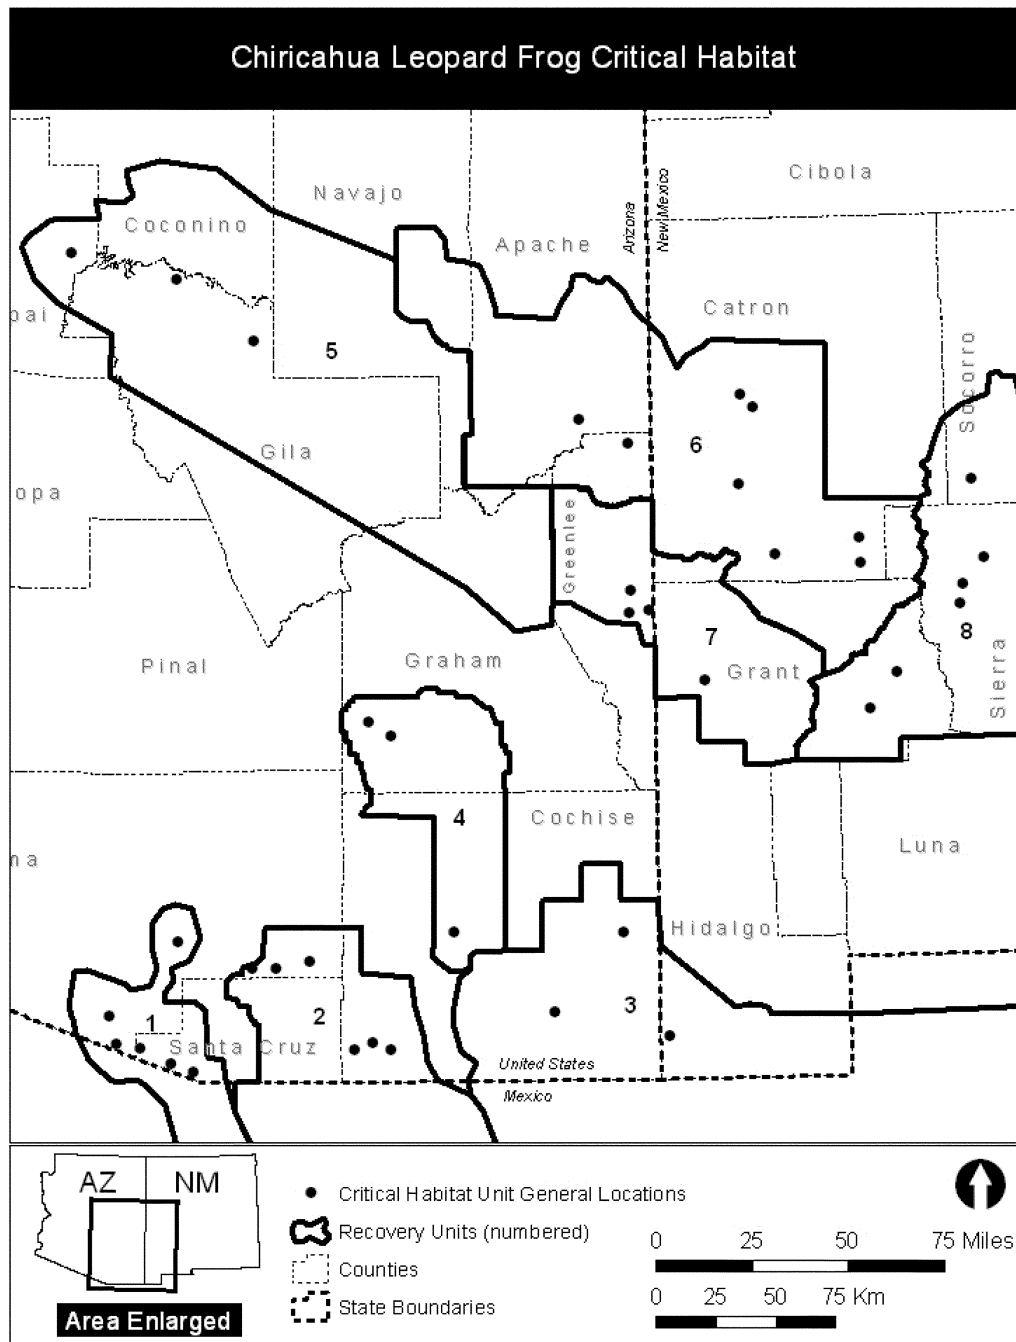 Chiricahua Leopard Frog Critical Habitat
Cibola
Navajo
Arizona
New Mexico
Coconino
Apache
pai
Catron
5
Socorro
6
Gila
opa
Greenlee
8
7
Pinal
Graham
Grant
Sierra
4
Cochise
Luna
na
Hidalgo
1
2
3
Santa Cruz
United States
Mexico
AZ
NM
Area Enlarged
Critical Habitat Unit General Locations
Recovery Units (numbered)
Counties
State Boundaries
0 25 50 75 Miles
0 25 50 75 Km